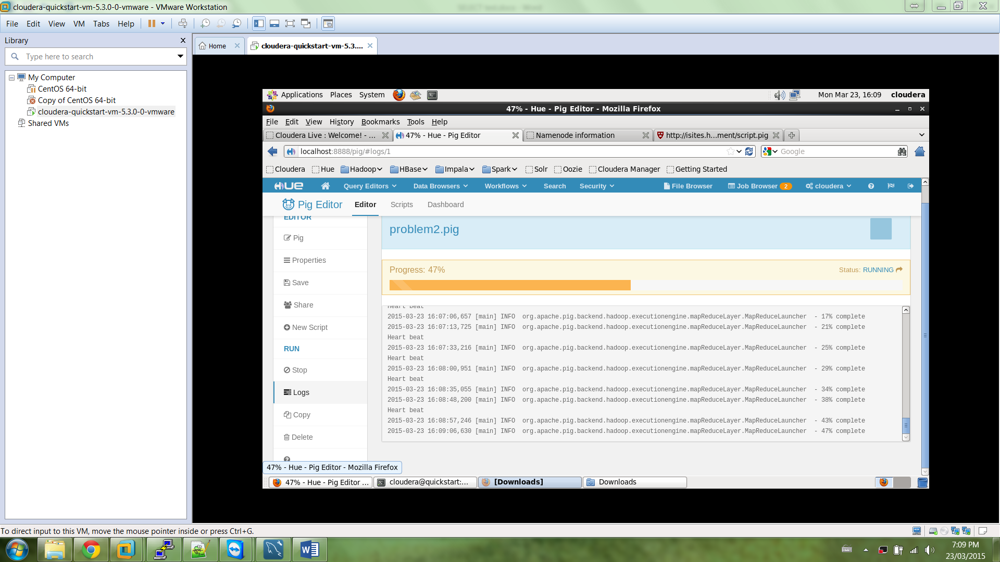 cloudera-quickstart-vm-5.3.0-0-vmware - VMware Workstation
File Edit View VM Tabs Help
Library
Type here to search
My Computer
CentOS 64-bit
Copy of CentOS 64-bit
cloudera-quickstart-vm-5.3.0-0-vmware
Shared VMs
Home
cloudera-quickstart-vm-5.3....
Applications Places System
Mon Mar 23, 16:09 cloudera
47% - Hue - Pig Editor - Mozilla Firefox
File Edit View History Bookmarks Tools Help
Cloudera Live : Welcome! - ...
47% - Hue - Pig Editor
Namenode information
http://isites.h...ment/script.pig
localhost:8888/pig/#logs/1
Google
Cloudera Hue Hadoop HBase Impala Spark Solr Oozie Cloudera Manager Getting Started
HUE Query Editors Data Browsers Workflows Search Security File Browser Job Browser 2 cloudera
Pig Editor Editor Scripts Dashboard
EDITOR
Pig
Properties
Save
Share
New Script
RUN
Stop
Logs
Copy
Delete
problem2.pig
Progress: 47%
Status: RUNNING
Heart beat
2015-03-23 16:07:06,657 [main] INFO  org.apache.pig.backend.hadoop.executionengine.mapReduceLayer.MapReduceLauncher  - 17% complete
2015-03-23 16:07:13,725 [main] INFO  org.apache.pig.backend.hadoop.executionengine.mapReduceLayer.MapReduceLauncher  - 21% complete
Heart beat
2015-03-23 16:07:33,216 [main] INFO  org.apache.pig.backend.hadoop.executionengine.mapReduceLayer.MapReduceLauncher  - 25% complete
Heart beat
2015-03-23 16:08:00,951 [main] INFO  org.apache.pig.backend.hadoop.executionengine.mapReduceLayer.MapReduceLauncher  - 29% complete
Heart beat
2015-03-23 16:08:35,055 [main] INFO  org.apache.pig.backend.hadoop.executionengine.mapReduceLayer.MapReduceLauncher  - 34% complete
2015-03-23 16:08:48,200 [main] INFO  org.apache.pig.backend.hadoop.executionengine.mapReduceLayer.MapReduceLauncher  - 38% complete
Heart beat
2015-03-23 16:08:57,246 [main] INFO  org.apache.pig.backend.hadoop.executionengine.mapReduceLayer.MapReduceLauncher  - 43% complete
2015-03-23 16:09:06,630 [main] INFO  org.apache.pig.backend.hadoop.executionengine.mapReduceLayer.MapReduceLauncher  - 47% complete
47% - Hue - Pig Editor - Mozilla Firefox
47% - Hue - Pig Editor ...
cloudera@quickstart:...
[Downloads]
Downloads
To direct input to this VM, move the mouse pointer inside or press Ctrl+G.
7:09 PM
23/03/2015